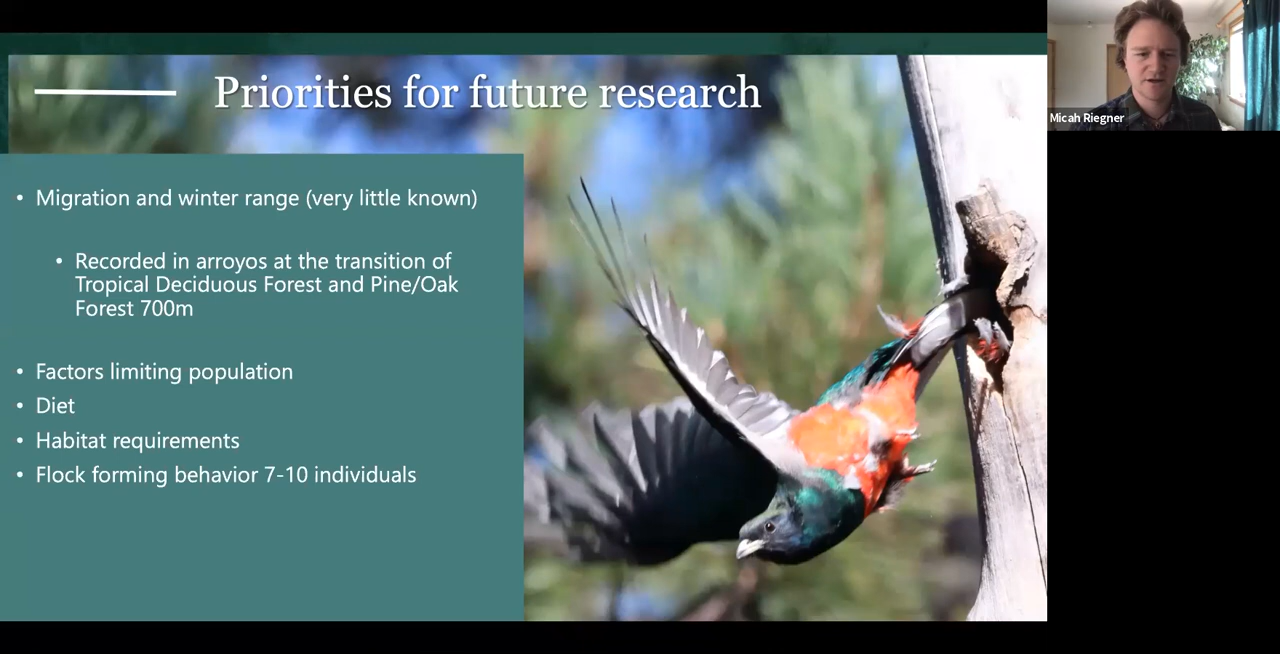 Priorities for future research
Micah Riegner
• Migration and winter range (very little known)
• Recorded in arroyos at the transition of
Tropical Deciduous Forest and Pine/Oak
Forest 700m
• Factors limiting population
• Diet
• Habitat requirements
• Flock forming behavior 7-10 individuals